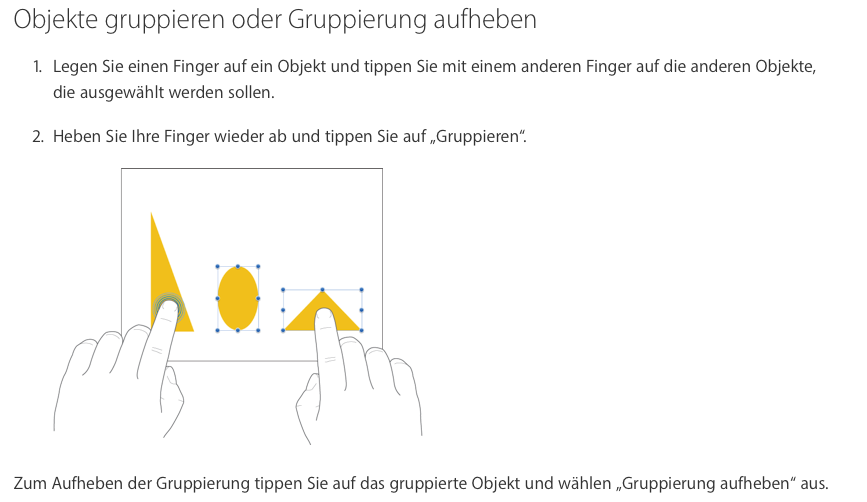 Objekte gruppieren oder Gruppierung aufheben
1. Legen Sie einen Finger auf ein Objekt und tippen Sie mit einem anderen Finger auf die anderen Objekte,
die ausgewählt werden sollen.
2. Heben Sie Ihre Finger wieder ab und tippen Sie auf „Gruppieren“.
Zum Aufheben der Gruppierung tippen Sie auf das gruppierte Objekt und wählen „Gruppierung aufheben“ aus.